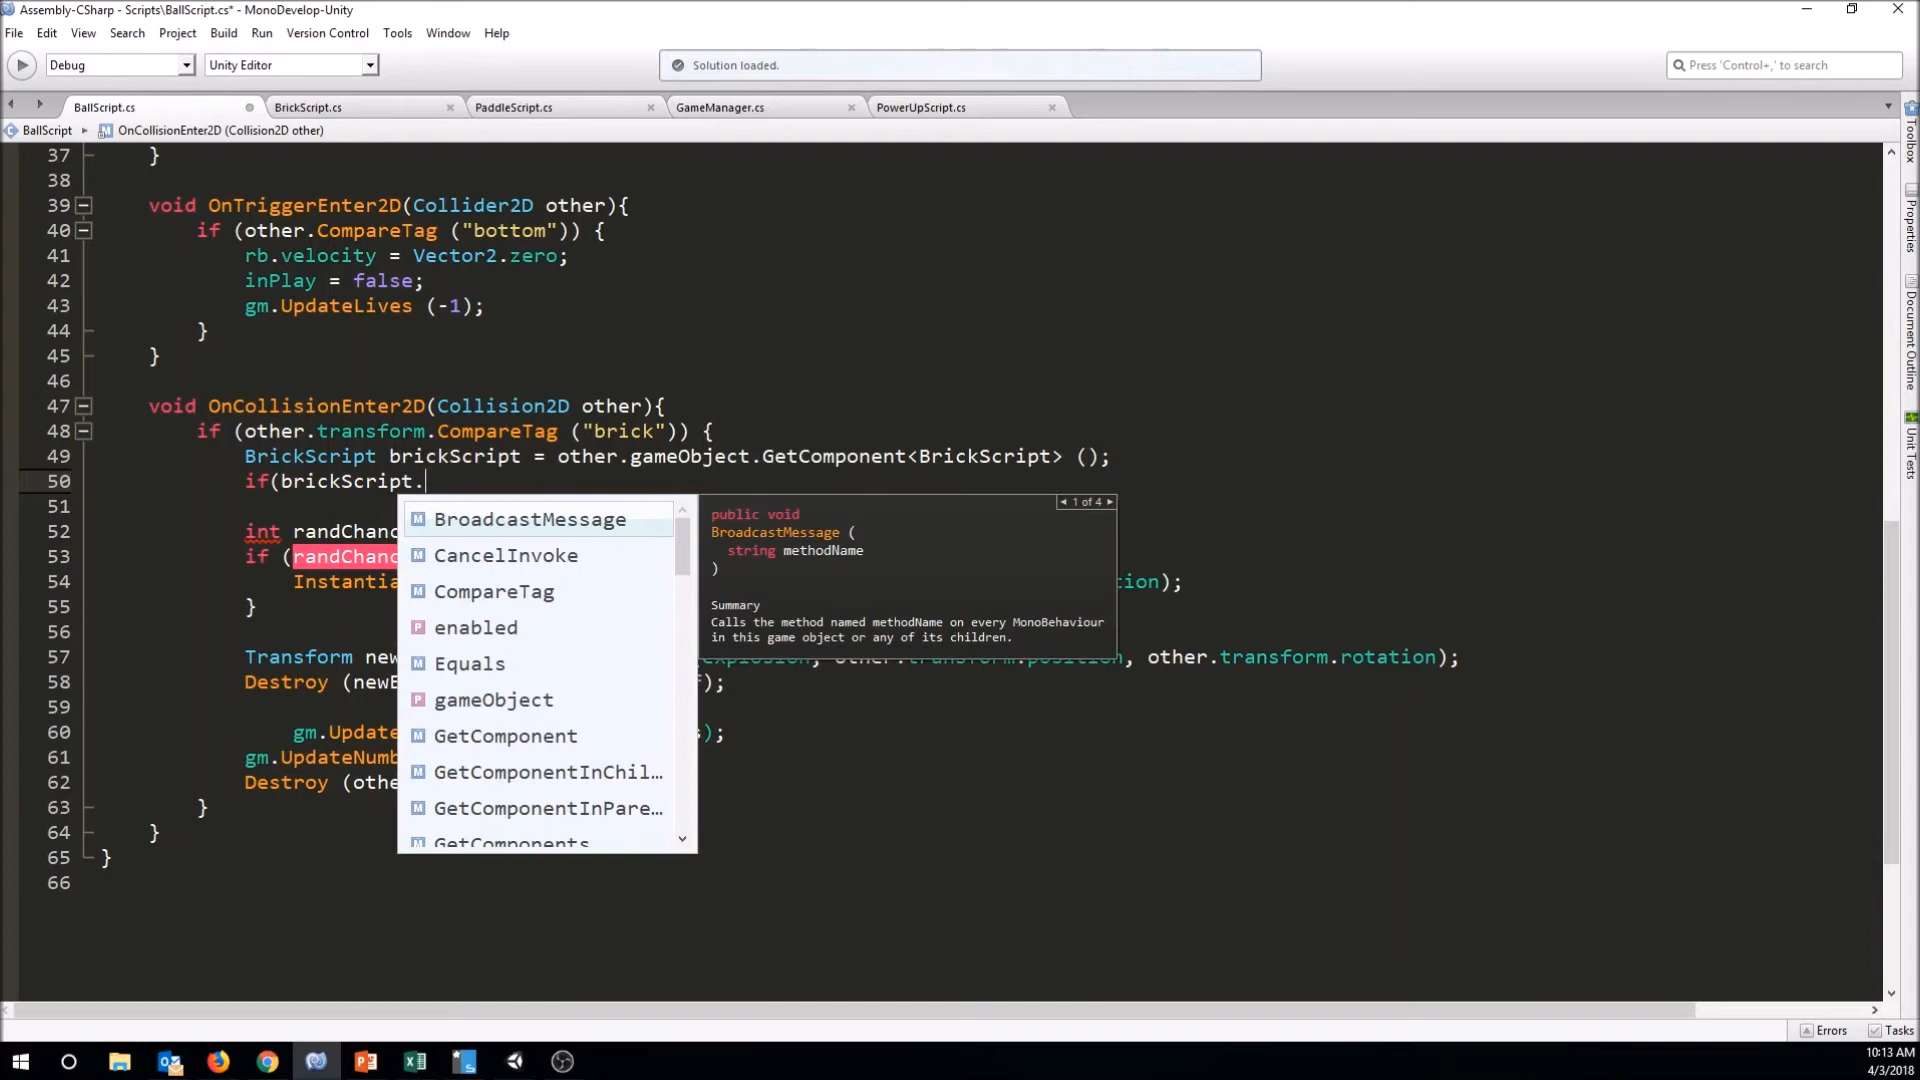 Assembly-CSharp - Scripts\BallScript.cs* - MonoDevelop-Unity
File Edit View Search Project Build Run Version Control Tools Window Help
Debug Unity Editor Solution loaded. Press 'Control+,' to search
BallScript.cs BrickScript.cs PaddleScript.cs GameManager.cs PowerUpScript.cs
BallScript OnCollisionEnter2D (Collision2D other)
37 }
38
39 void OnTriggerEnter2D(Collider2D other){
40 if (other.CompareTag ("bottom")) {
41 rb.velocity = Vector2.zero;
42 inPlay = false;
43 gm.UpdateLives (-1);
44 }
45 }
46
47 void OnCollisionEnter2D(Collision2D other){
48 if (other.transform.CompareTag ("brick")) {
49 BrickScript brickScript = other.gameObject.GetComponent<BrickScript> ();
50 if(brickScript.
51
52 int randChanc
53 if (randChanc
54 Instantia tion);
55 }
56
57 Transform new , other.transform.rotation);
58 Destroy (newE );
59
60 gm.Update );
61 gm.UpdateNumb
62 Destroy (othe
63 }
64 }
65 }
66
BroadcastMessage
CancelInvoke
CompareTag
enabled
Equals
gameObject
GetComponent
GetComponentInChil...
GetComponentInPare...
GetComponents
1 of 4
public void
BroadcastMessage (
string methodName
)
Summary
Calls the method named methodName on every MonoBehaviour
in this game object or any of its children.
Toolbox
Properties
Document Outline
Unit Tests
Errors Tasks
10:13 AM
4/3/2018